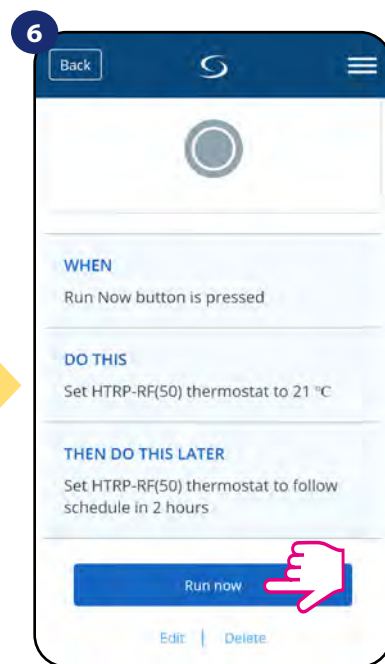 6
Back
WHEN
Run Now button is pressed
DO THIS
Set HTRP-RF(50) thermostat to 21 °C
THEN DO THIS LATER
Set HTRP-RF(50) thermostat to follow
schedule in 2 hours
Run now
Edit | Delete